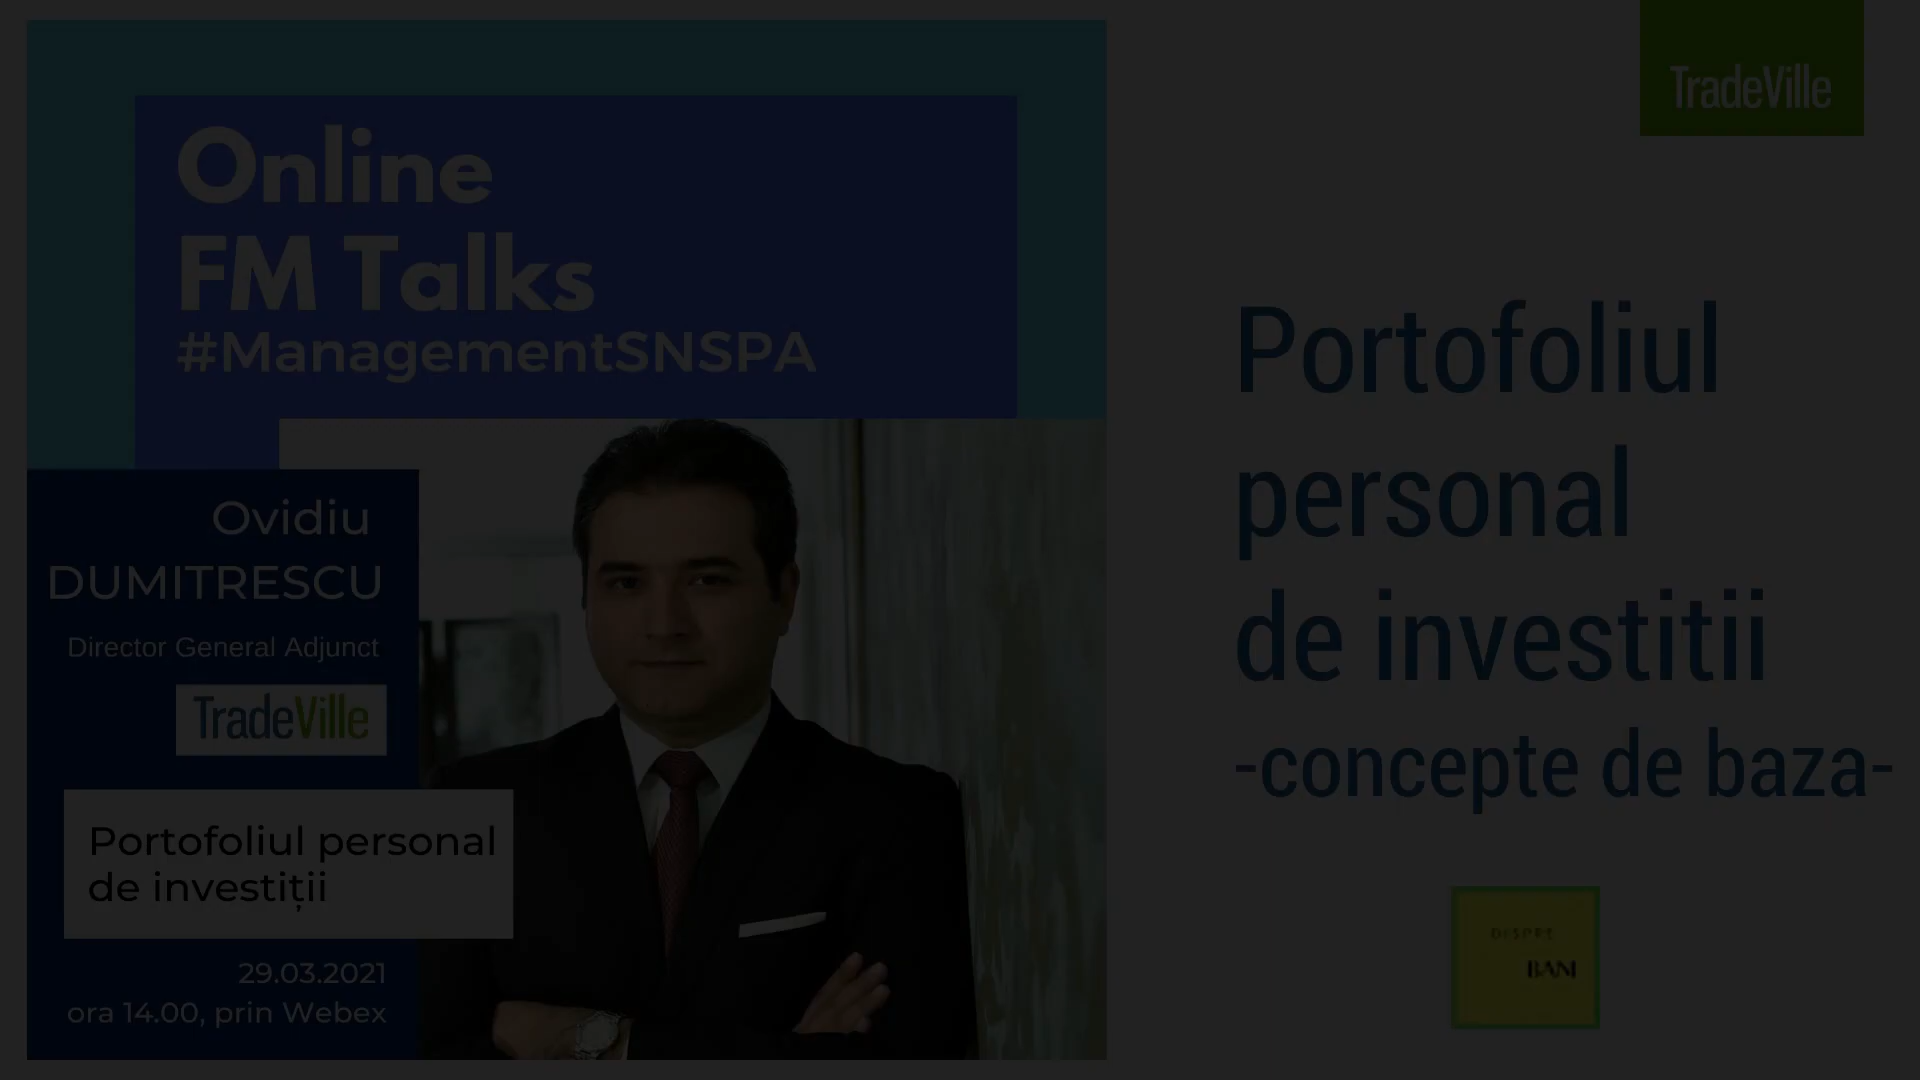 Online
FM Talks
#ManagementSNSPA
Ovidiu
DUMITRESCU
Director General Adjunct
TradeVille
Portofoliul personal
de investiții
29.03.2021
ora 14.00, prin Webex
TradeVille
Portofoliul
personal
de investitii
-concepte de baza-
DESPRE
BANI